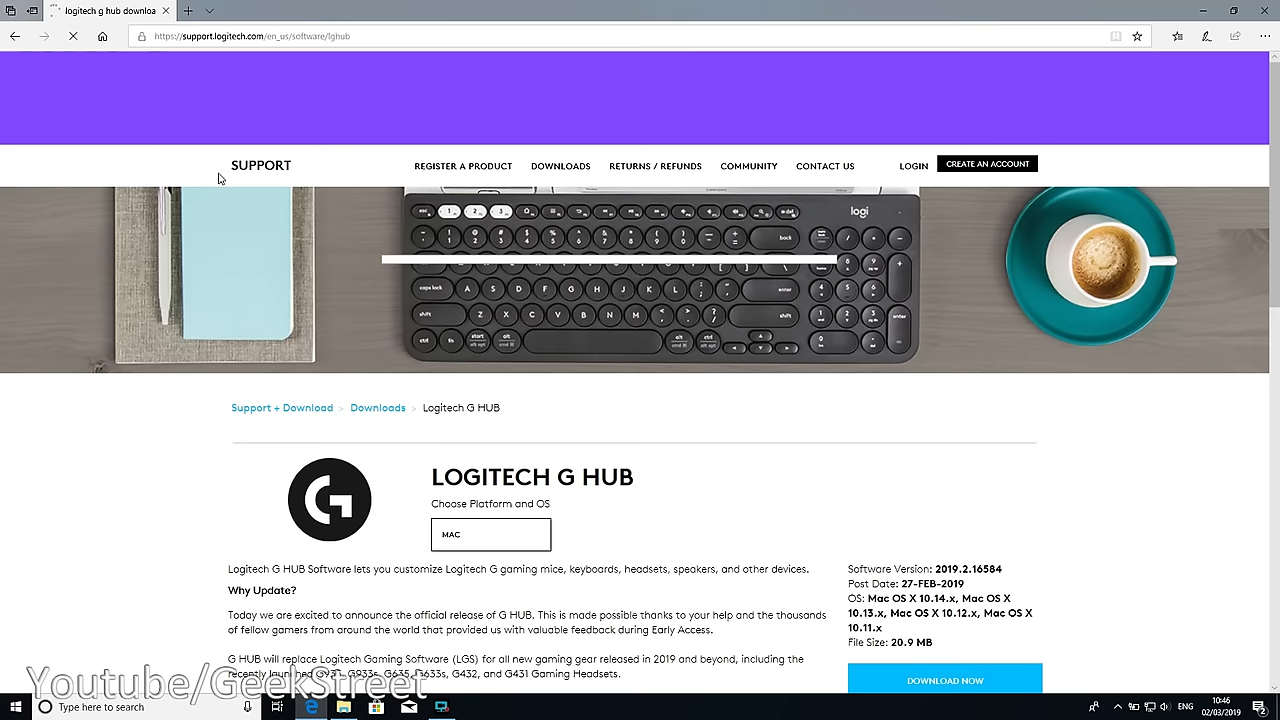 logitech g hub downloa
https://support.logitech.com/en_us/software/lghub
SUPPORT
REGISTER A PRODUCT
DOWNLOADS
RETURNS / REFUNDS
COMMUNITY
CONTACT US
LOGIN
CREATE AN ACCOUNT
logi
Support + Download > Downloads > Logitech G HUB
LOGITECH G HUB
Choose Platform and OS
MAC
Logitech G HUB Software lets you customize Logitech G gaming mice, keyboards, headsets, speakers, and other devices.
Why Update?
Today we are excited to announce the official release of G HUB. This is made possible thanks to your help and the thousands
of fellow gamers from around the world that provided us with valuable feedback during Early Access.
G HUB will replace Logitech Gaming Software (LGS) for all new gaming gear released in 2019 and beyond, including the
recently launched G935, G933s, G635, G633s, G432, and G431 Gaming Headsets.
Software Version: 2019.2.16584
Post Date: 27-FEB-2019
OS: Mac OS X 10.14.x, Mac OS X
10.13.x, Mac OS X 10.12.x, Mac OS X
10.11.x
File Size: 20.9 MB
DOWNLOAD NOW
Youtube/GeekStreet
Type here to search
ENG
10:46
02/03/2019